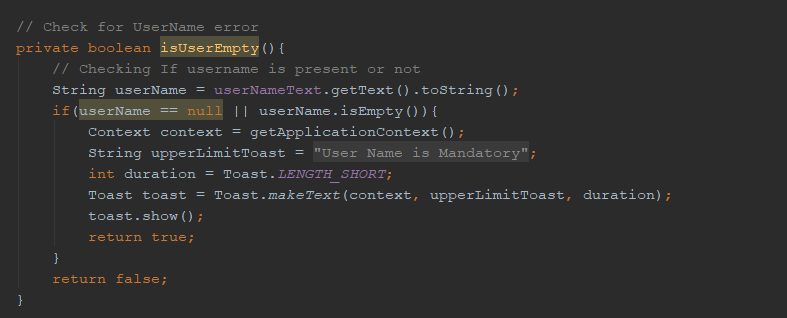 // Check for UserName error
private boolean isUserEmpty(){
// Checking If username is present or not
String userName = userNameText.getText().toString();
if(userName == null || userName.isEmpty()){
Context context = getApplicationContext();
String upperLimitToast = "User Name is Mandatory";
int duration = Toast.LENGTH_SHORT;
Toast toast = Toast.makeText(context, upperLimitToast, duration);
toast.show();
return true;
}
return false;
}